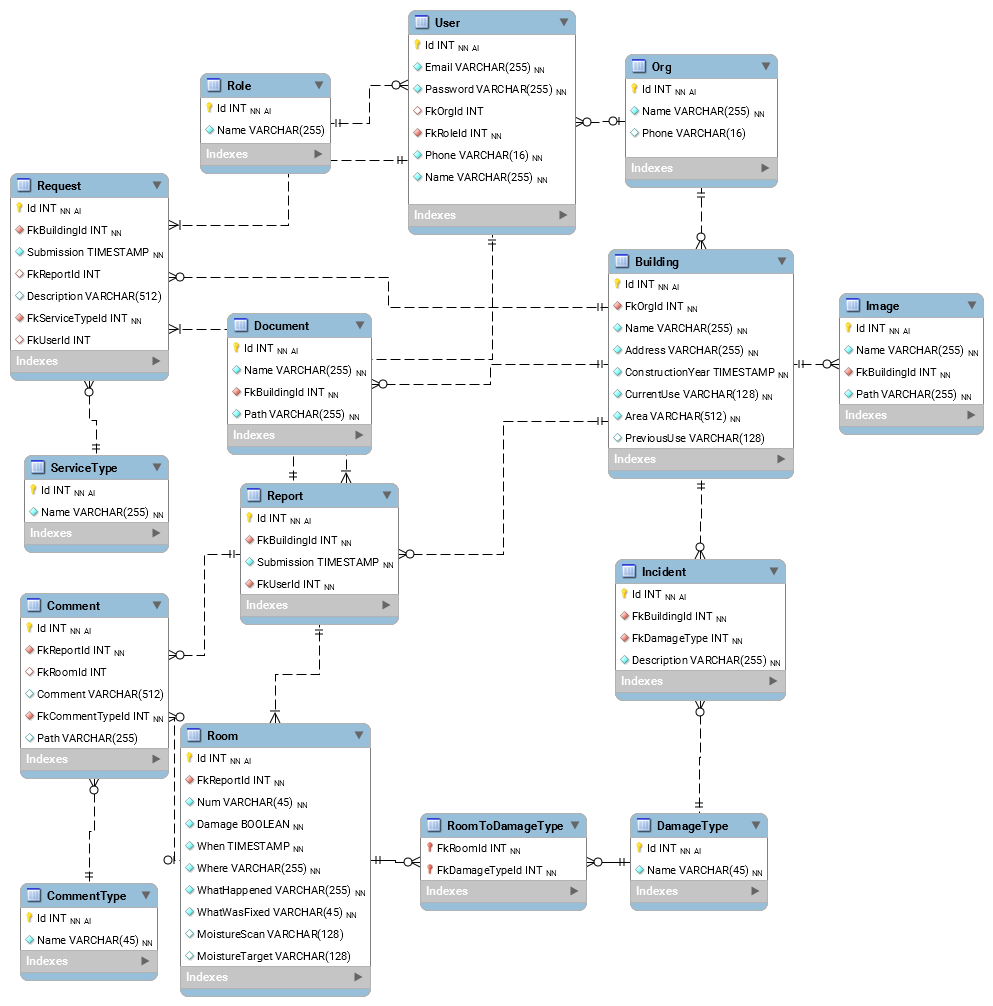 User
Id INT NN AI
Email VARCHAR(255) NN
Password VARCHAR(255) NN
FkOrgId INT
FkRoleId INT NN
Phone VARCHAR(16) NN
Name VARCHAR(255) NN
Indexes
Role
Id INT NN AI
Name VARCHAR(255)
Indexes
Org
Id INT NN AI
Name VARCHAR(255) NN
Phone VARCHAR(16)
Indexes
Request
Id INT NN AI
FkBuildingId INT NN
Submission TIMESTAMP NN
FkReportId INT
Description VARCHAR(512)
FkServiceTypeId INT NN
FkUserId INT
Indexes
Building
Id INT NN AI
FkOrgId INT NN
Name VARCHAR(255) NN
Address VARCHAR(255) NN
ConstructionYear TIMESTAMP NN
CurrentUse VARCHAR(128) NN
Area VARCHAR(512) NN
PreviousUse VARCHAR(128)
Indexes
Image
Id INT NN AI
Name VARCHAR(255) NN
FkBuildingId INT NN
Path VARCHAR(255) NN
Indexes
Document
Id INT NN AI
Name VARCHAR(255) NN
FkBuildingId INT NN
Path VARCHAR(255) NN
Indexes
ServiceType
Id INT NN AI
Name VARCHAR(255) NN
Indexes
Report
Id INT NN AI
FkBuildingId INT NN
Submission TIMESTAMP NN
FkUserId INT NN
Indexes
Incident
Id INT NN AI
FkBuildingId INT NN
FkDamageType INT NN
Description VARCHAR(255) NN
Indexes
Comment
Id INT NN AI
FkReportId INT NN
FkRoomId INT
Comment VARCHAR(512)
FkCommentTypeId INT NN
Path VARCHAR(255)
Indexes
Room
Id INT NN AI
FkReportId INT NN
Num VARCHAR(45) NN
Damage BOOLEAN NN
When TIMESTAMP NN
Where VARCHAR(255) NN
WhatHappened VARCHAR(255) NN
WhatWasFixed VARCHAR(45) NN
MoistureScan VARCHAR(128)
MoistureTarget VARCHAR(128)
Indexes
RoomToDamageType
FkRoomId INT NN
FkDamageTypeId INT NN
Indexes
DamageType
Id INT NN AI
Name VARCHAR(45) NN
Indexes
CommentType
Id INT NN AI
Name VARCHAR(45) NN
Indexes